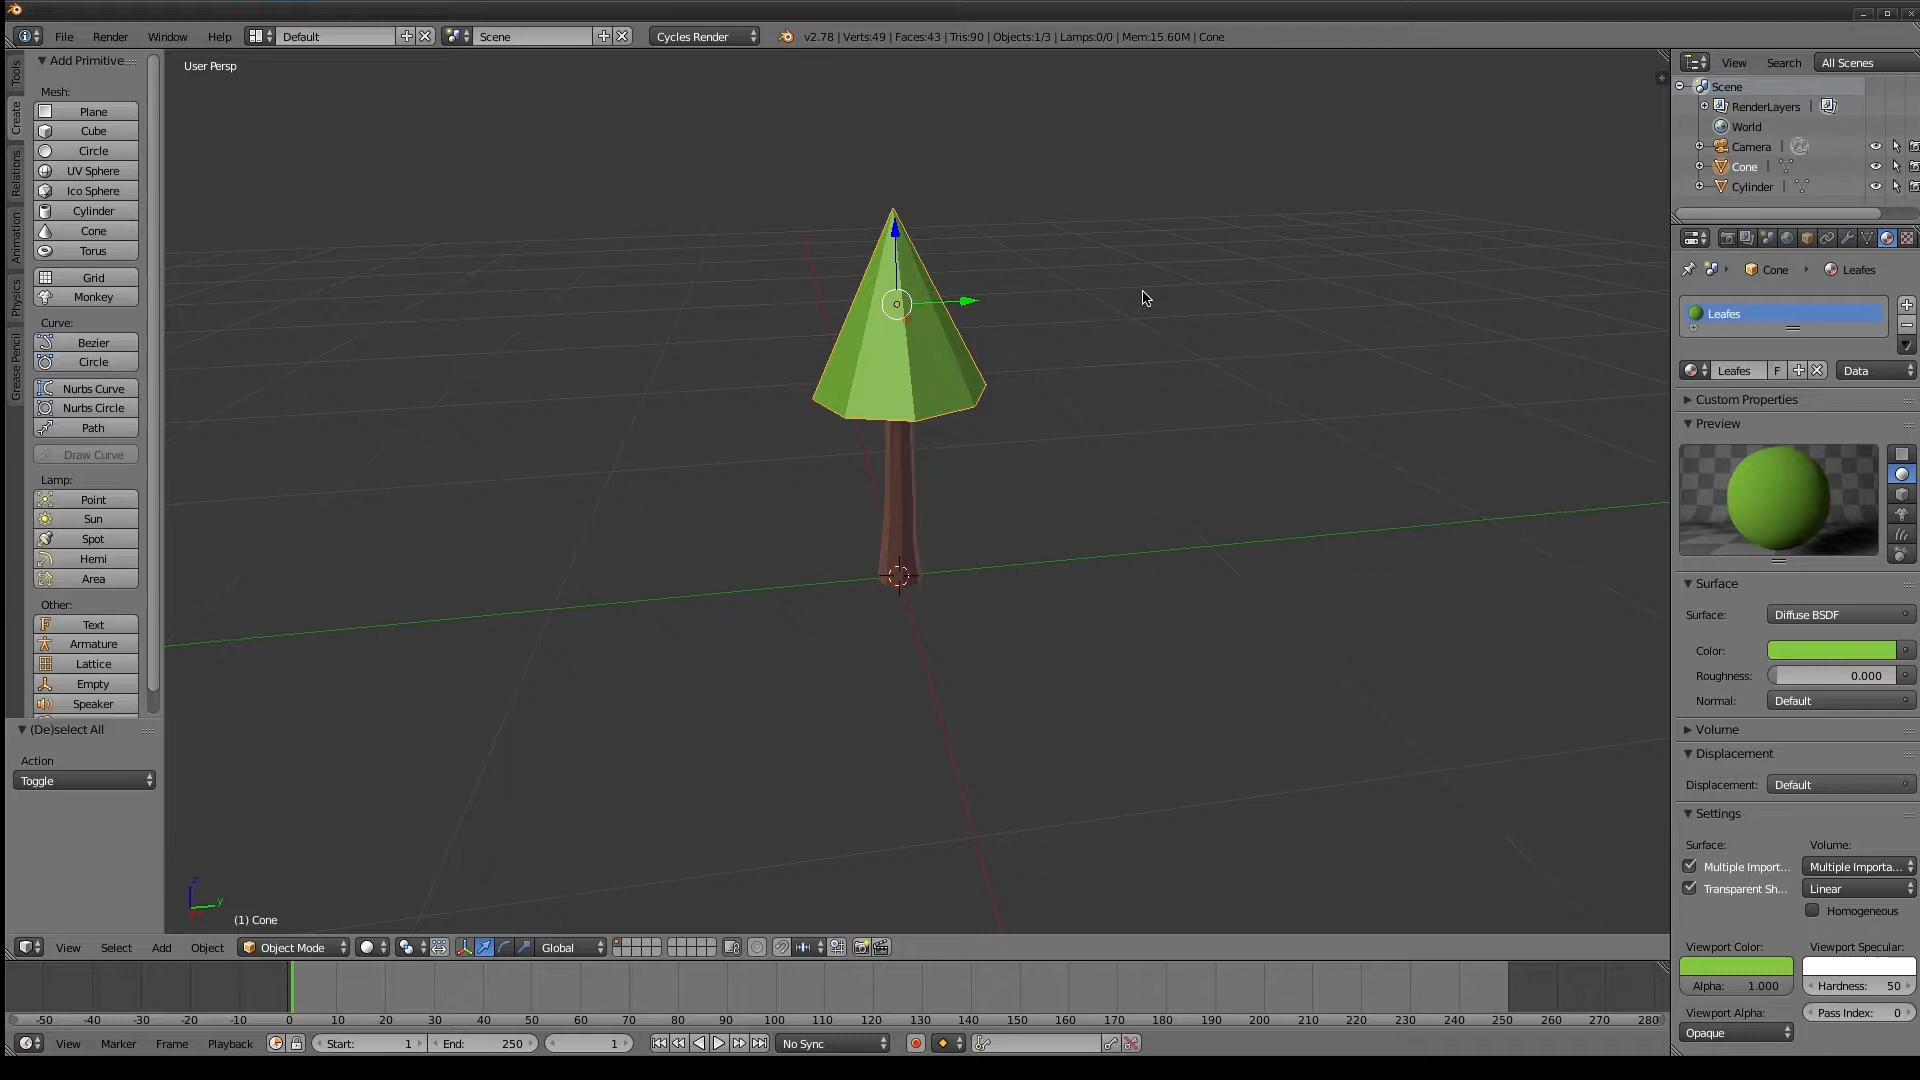 File Render Window Help Default Scene Cycles Render v2.78 | Verts:49 | Faces:43 | Tris:90 | Objects:1/3 | Lamps:0/0 | Mem:15.60M | Cone
Tools
Create
Relations
Animation
Physics
Grease Pencil
Add Primitive
Mesh:
Plane
Cube
Circle
UV Sphere
Ico Sphere
Cylinder
Cone
Torus
Grid
Monkey
Curve:
Bezier
Circle
Nurbs Curve
Nurbs Circle
Path
Draw Curve
Lamp:
Point
Sun
Spot
Hemi
Area
Other:
Text
Armature
Lattice
Empty
Speaker
(De)select All
Action
Toggle
User Persp
z
y
(1) Cone
View Select Add Object Object Mode Global
-50 -40 -30 -20 -10 0 10 20 30 40 50 60 70 80 90 100 110 120 130 140 150 160 170 180 190 200 210 220 230 240 250 260 270 280
View Marker Frame Playback Start: 1 End: 250 1 No Sync
View Search All Scenes
Scene
RenderLayers
World
Camera
Cone
Cylinder
Cone Leafes
Leafes
Leafes F Data
Custom Properties
Preview
Surface
Surface: Diffuse BSDF
Color:
Roughness: 0.000
Normal: Default
Volume
Displacement
Displacement: Default
Settings
Surface: Volume:
Multiple Import... Multiple Importa...
Transparent Sh... Linear
Homogeneous
Viewport Color: Viewport Specular:
Alpha: 1.000 Hardness: 50
Viewport Alpha: Pass Index: 0
Opaque